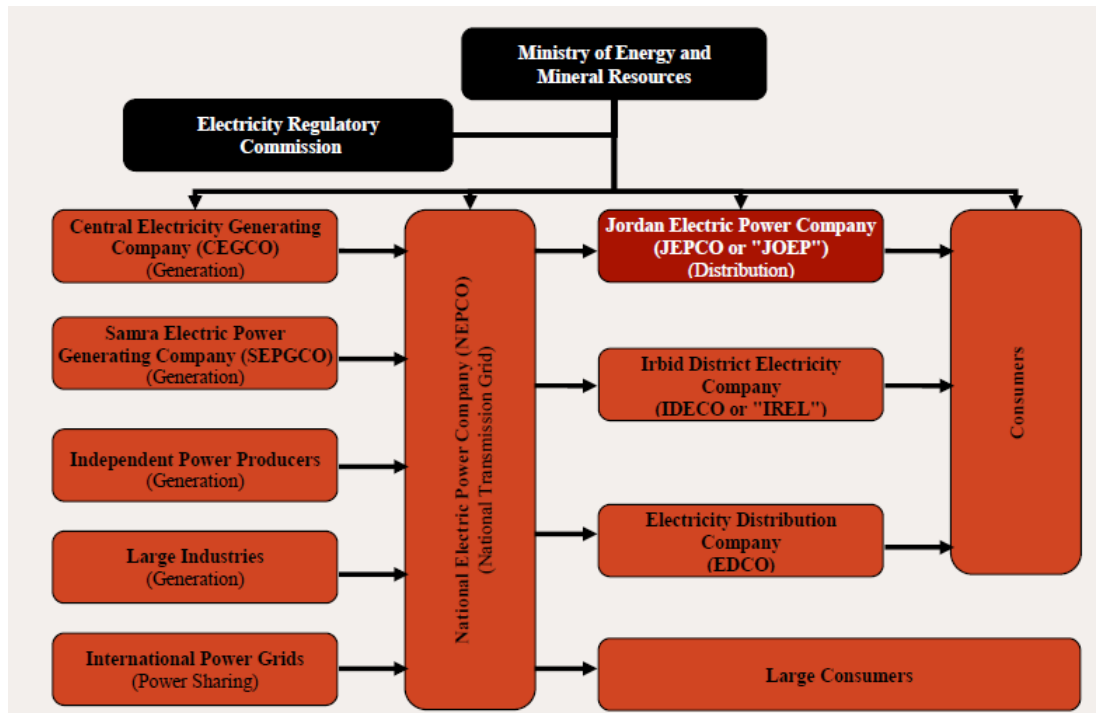 Ministry of Energy and
Mineral Resources
Electricity Regulatory
Commission
Central Electricity Generating
Company (CEGCO)
(Generation)
Samra Electric Power
Generating Company (SEPGCO)
(Generation)
Independent Power Producers
(Generation)
Large Industries
(Generation)
International Power Grids
(Power Sharing)
National Electric Power Company (NEPCO)
(National Transmission Grid)
Jordan Electric Power Company
(JEPCO or "JOEP")
(Distribution)
Irbid District Electricity
Company
(IDECO or "IREL")
Electricity Distribution
Company
(EDCO)
Large Consumers
Consumers